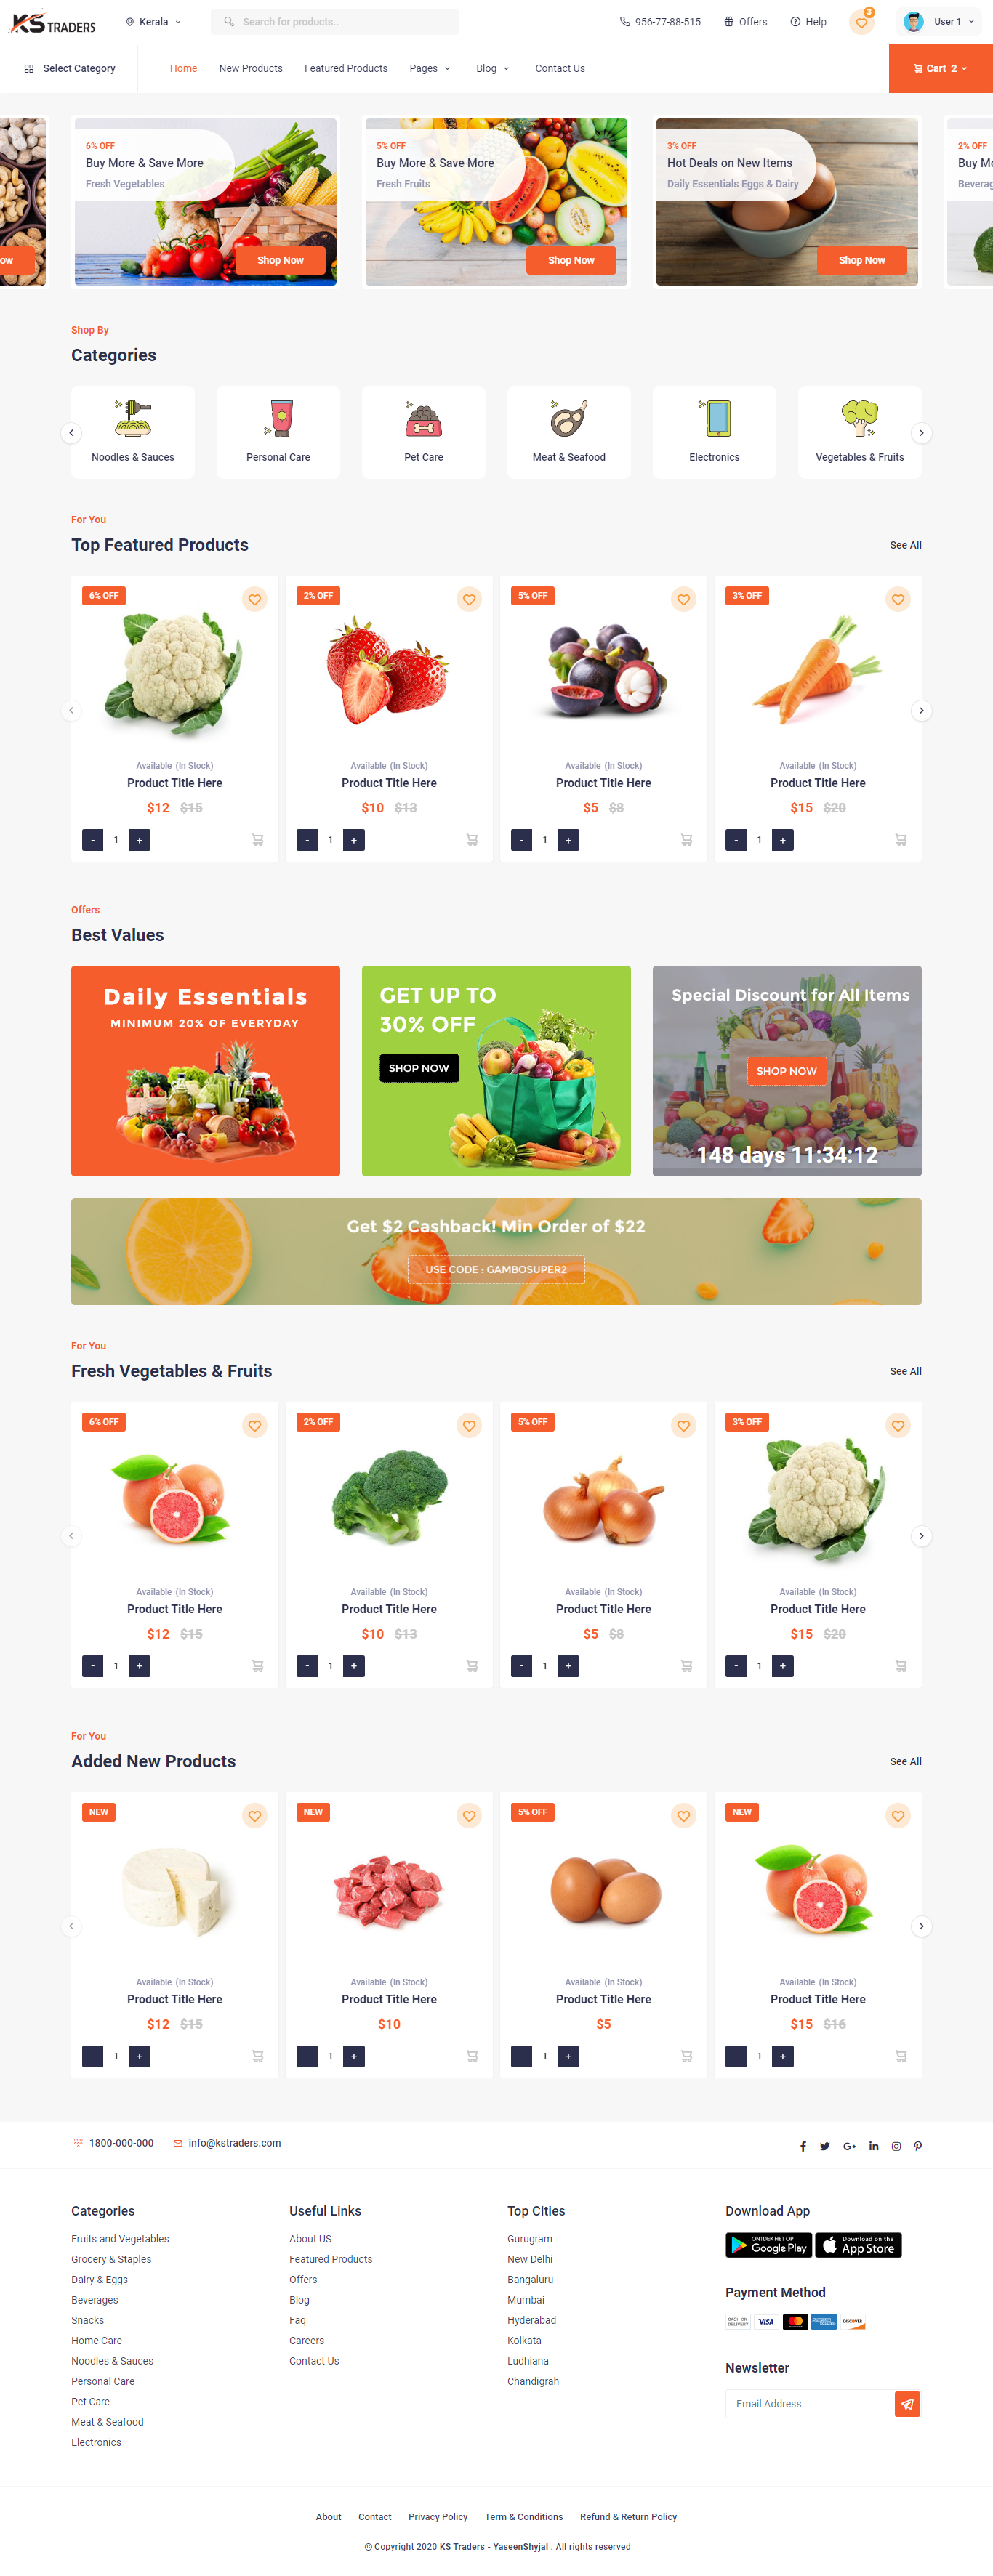 KS TRADERS
Kerala
Search for products..
956-77-88-515
Offers
Help
3
User 1
Select Category
Home
New Products
Featured Products
Pages
Blog
Contact Us
Cart 2
ow
6% OFF
Buy More & Save More
Fresh Vegetables
Shop Now
5% OFF
Buy More & Save More
Fresh Fruits
Shop Now
3% OFF
Hot Deals on New Items
Daily Essentials Eggs & Dairy
Shop Now
2% OFF
Buy Mo
Beverag
Shop By
Categories
Noodles & Sauces
Personal Care
Pet Care
Meat & Seafood
Electronics
Vegetables & Fruits
For You
Top Featured Products
See All
6% OFF
Available (In Stock)
Product Title Here
$12 $15
- 1 +
2% OFF
Available (In Stock)
Product Title Here
$10 $13
- 1 +
5% OFF
Available (In Stock)
Product Title Here
$5 $8
- 1 +
3% OFF
Available (In Stock)
Product Title Here
$15 $20
- 1 +
Offers
Best Values
Daily Essentials
MINIMUM 20% OF EVERYDAY
GET UP TO
30% OFF
SHOP NOW
Special Discount for All Items
SHOP NOW
148 days 11:34:12
Get $2 Cashback! Min Order of $22
USE CODE : GAMBOSUPER2
For You
Fresh Vegetables & Fruits
See All
6% OFF
Available (In Stock)
Product Title Here
$12 $15
- 1 +
2% OFF
Available (In Stock)
Product Title Here
$10 $13
- 1 +
5% OFF
Available (In Stock)
Product Title Here
$5 $8
- 1 +
3% OFF
Available (In Stock)
Product Title Here
$15 $20
- 1 +
For You
Added New Products
See All
NEW
Available (In Stock)
Product Title Here
$12 $15
- 1 +
NEW
Available (In Stock)
Product Title Here
$10
- 1 +
5% OFF
Available (In Stock)
Product Title Here
$5
- 1 +
NEW
Available (In Stock)
Product Title Here
$15 $16
- 1 +
1800-000-000
info@kstraders.com
Categories
Fruits and Vegetables
Grocery & Staples
Dairy & Eggs
Beverages
Snacks
Home Care
Noodles & Sauces
Personal Care
Pet Care
Meat & Seafood
Electronics
Useful Links
About US
Featured Products
Offers
Blog
Faq
Careers
Contact Us
Top Cities
Gurugram
New Delhi
Bangaluru
Mumbai
Hyderabad
Kolkata
Ludhiana
Chandigrah
Download App
ONTDEK HET OP
Google Play
Download on the
App Store
Payment Method
CASH ON
DELIVERY
VISA
DISCOVER
Newsletter
Email Address
About
Contact
Privacy Policy
Term & Conditions
Refund & Return Policy
© Copyright 2020 KS Traders - YaseenShyjal . All rights reserved